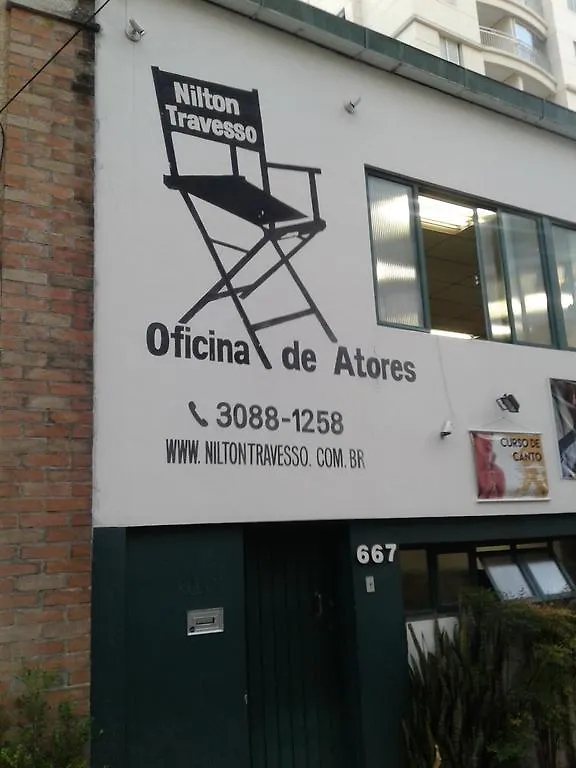 Nilton
Travesso
Oficina de Atores
3088-1258
WWW.NILTONTRAVESSO.COM.BR
CURSO DE
CANTO
667